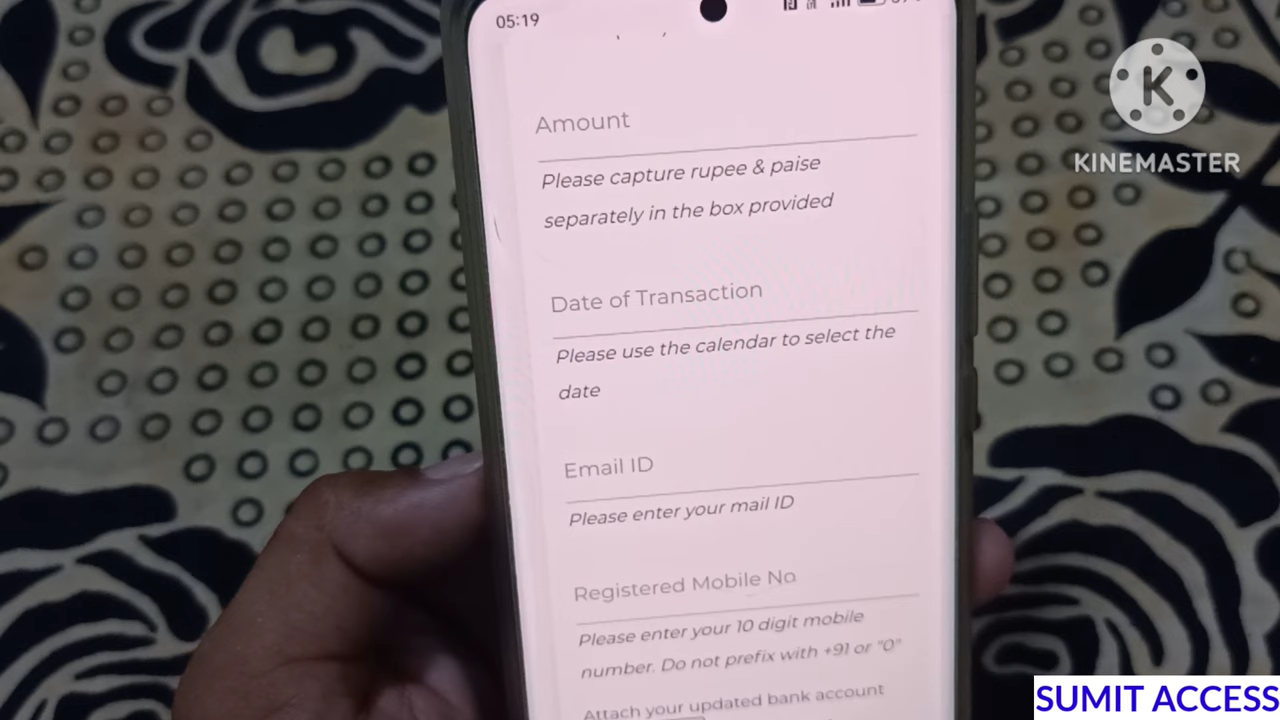 05:19
Amount
Please capture rupee & paise
separately in the box provided
Date of Transaction
Please use the calendar to select the
date
Email ID
Please enter your mail ID
Registered Mobile No
Please enter your 10 digit mobile
number. Do not prefix with +91 or "0"
Attach your updated bank account
K
KINEMASTER
SUMIT ACCESS